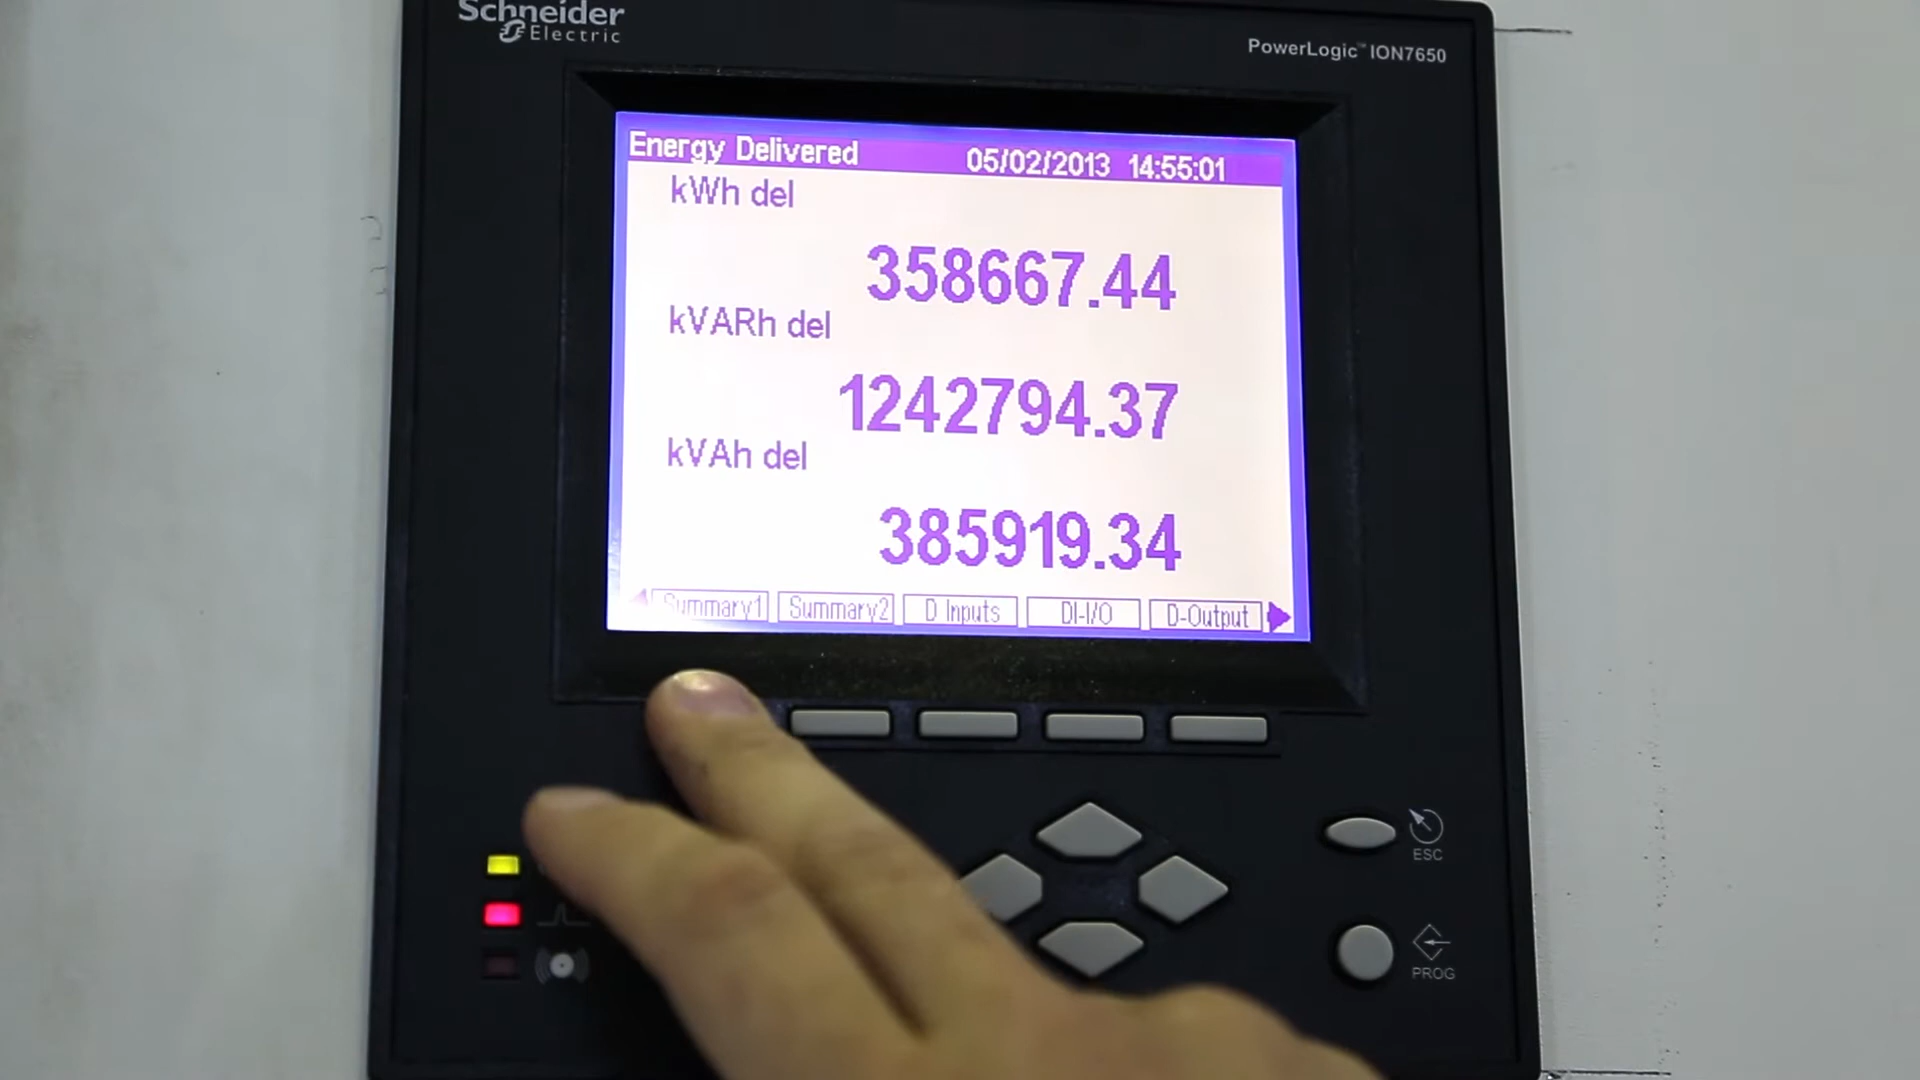 Schneider
Electric
PowerLogic™ ION7650
Energy Delivered 05/02/2013 14:55:01
kWh del
358667.44
kVARh del
1242794.37
kVAh del
385919.34
Summary1 Summary2 D Inputs DI-I/O D-Output
ESC
PROG